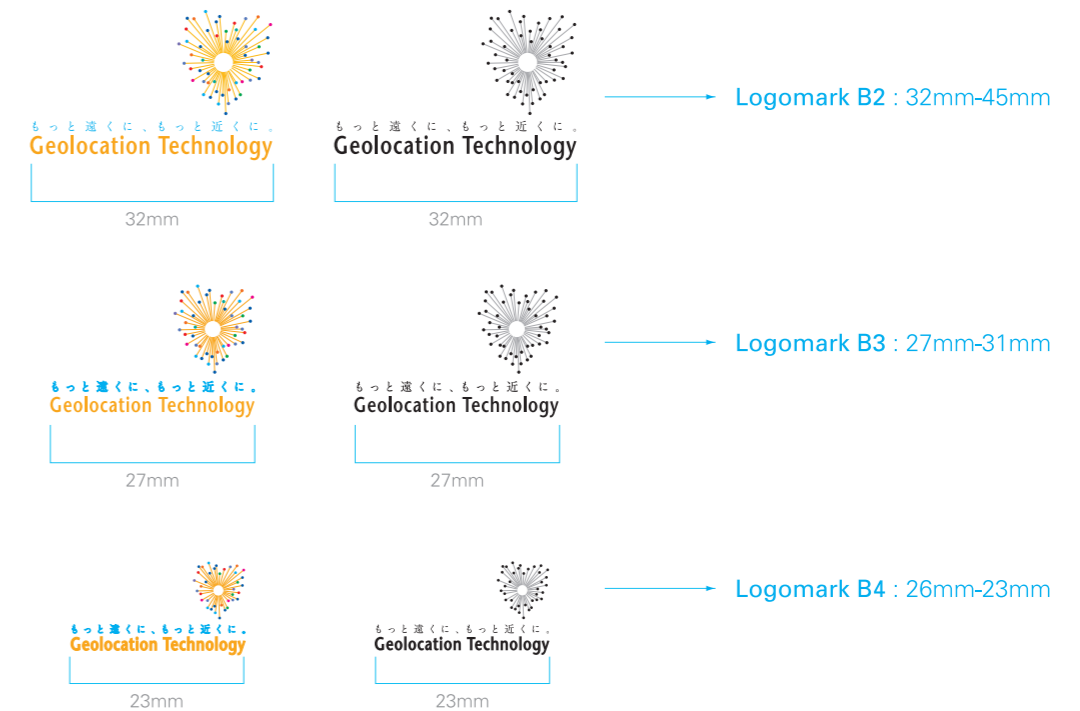 もっと遠くに、もっと近くに。
Geolocation Technology
32mm
もっと遠くに、もっと近くに。
Geolocation Technology
32mm
Logomark B2 : 32mm-45mm
もっと遠くに、もっと近くに。
Geolocation Technology
27mm
もっと遠くに、もっと近くに。
Geolocation Technology
27mm
Logomark B3 : 27mm-31mm
もっと遠くに、もっと近くに。
Geolocation Technology
23mm
もっと遠くに、もっと近くに。
Geolocation Technology
23mm
Logomark B4 : 26mm-23mm